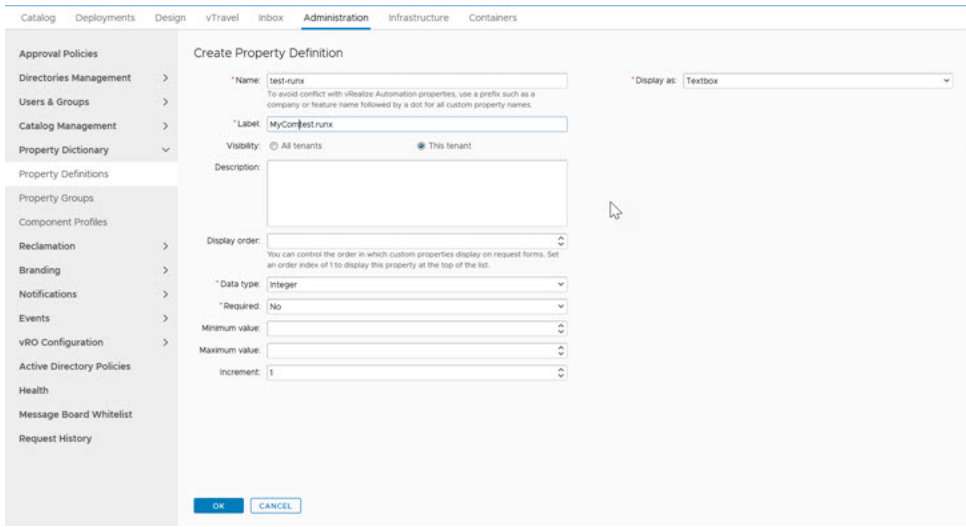 Catalog Deployments Design vTravel Inbox Administration Infrastructure Containers
Approval Policies
Directories Management
Users & Groups
Catalog Management
Property Dictionary
Property Definitions
Property Groups
Component Profiles
Reclamation
Branding
Notifications
Events
vRO Configuration
Active Directory Policies
Health
Message Board Whitelist
Request History
Create Property Definition
*Name: test-runx
To avoid conflict with vRealize Automation properties, use a prefix such as a
company or feature name followed by a dot for all custom property names.
*Label: MyComtest.runx
Visibility: All tenants This tenant
Description:
Display order:
You can control the order in which custom properties display on request forms. Set
an order index of 1 to display this property at the top of the list.
*Data type: Integer
*Required: No
Minimum value:
Maximum value:
Increment: 1
*Display as: Textbox
OK CANCEL